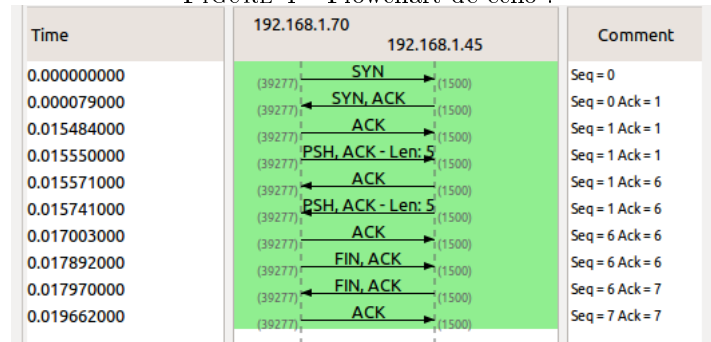 Time 192.168.1.70 192.168.1.45 Comment
0.000000000 (39277) SYN (1500) Seq = 0
0.000079000 (39277) SYN, ACK (1500) Seq = 0 Ack = 1
0.015484000 (39277) ACK (1500) Seq = 1 Ack = 1
0.015550000 (39277) PSH, ACK - Len: 5 (1500) Seq = 1 Ack = 1
0.015571000 (39277) ACK (1500) Seq = 1 Ack = 6
0.015741000 (39277) PSH, ACK - Len: 5 (1500) Seq = 1 Ack = 6
0.017003000 (39277) ACK (1500) Seq = 6 Ack = 6
0.017892000 (39277) FIN, ACK (1500) Seq = 6 Ack = 6
0.017970000 (39277) FIN, ACK (1500) Seq = 6 Ack = 7
0.019662000 (39277) ACK (1500) Seq = 7 Ack = 7